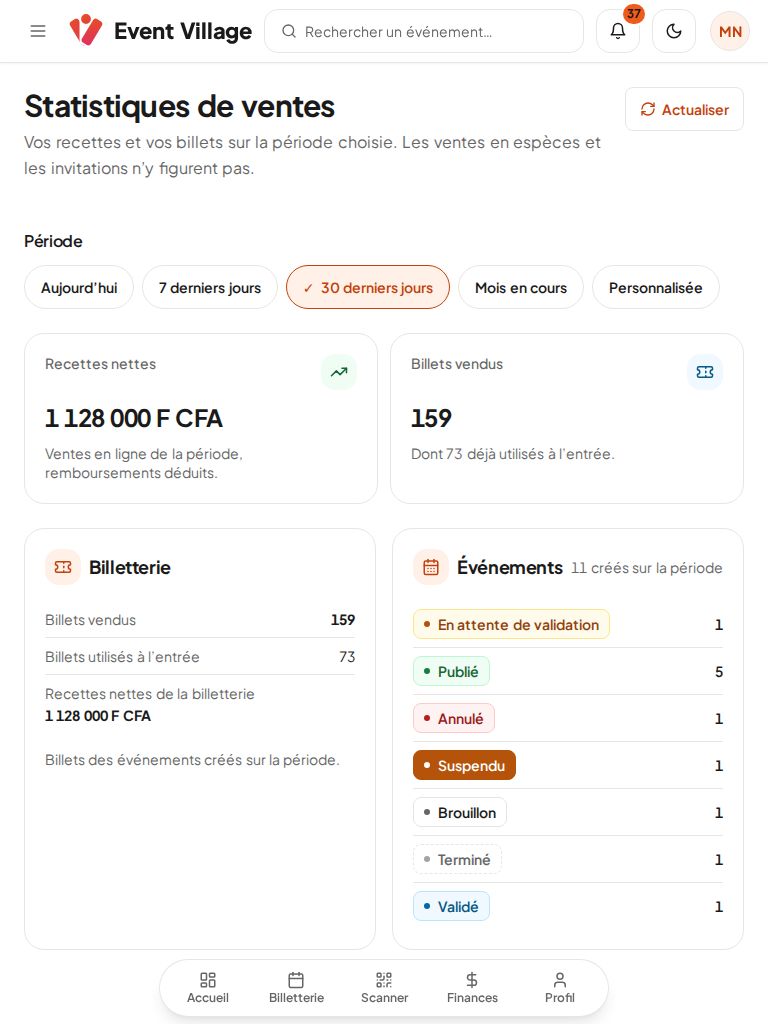 Event Village
Rechercher un événement…
37
MN
Statistiques de ventes
Actualiser
Vos recettes et vos billets sur la période choisie. Les ventes en espèces et
les invitations n’y figurent pas.
Période
Aujourd’hui
7 derniers jours
✓ 30 derniers jours
Mois en cours
Personnalisée
Recettes nettes
1 128 000 F CFA
Ventes en ligne de la période,
remboursements déduits.
Billets vendus
159
Dont 73 déjà utilisés à l’entrée.
Billetterie
Billets vendus 159
Billets utilisés à l’entrée 73
Recettes nettes de la billetterie
1 128 000 F CFA
Billets des événements créés sur la période.
Événements 11 créés sur la période
En attente de validation 1
Publié 5
Annulé 1
Suspendu 1
Brouillon 1
Terminé 1
Validé 1
Accueil
Billetterie
Scanner
Finances
Profil